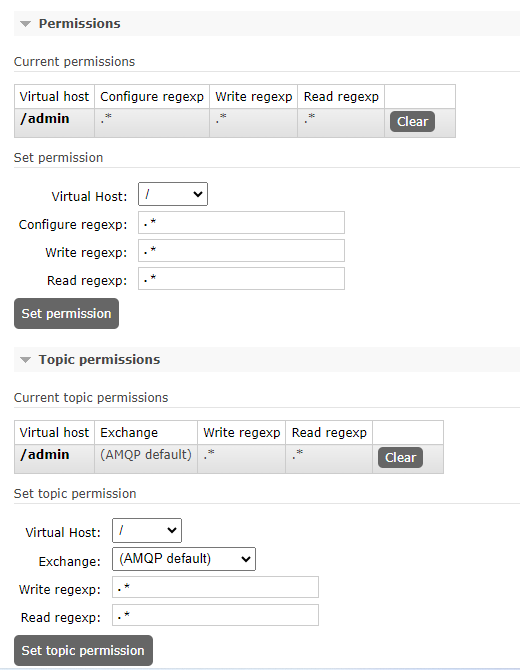 Permissions
Current permissions
Virtual host Configure regexp Write regexp Read regexp
/admin .* .* .* Clear
Set permission
Virtual Host: /
Configure regexp: .*
Write regexp: .*
Read regexp: .*
Set permission
Topic permissions
Current topic permissions
Virtual host Exchange Write regexp Read regexp
/admin (AMQP default) .* .* Clear
Set topic permission
Virtual Host: /
Exchange: (AMQP default)
Write regexp: .*
Read regexp: .*
Set topic permission